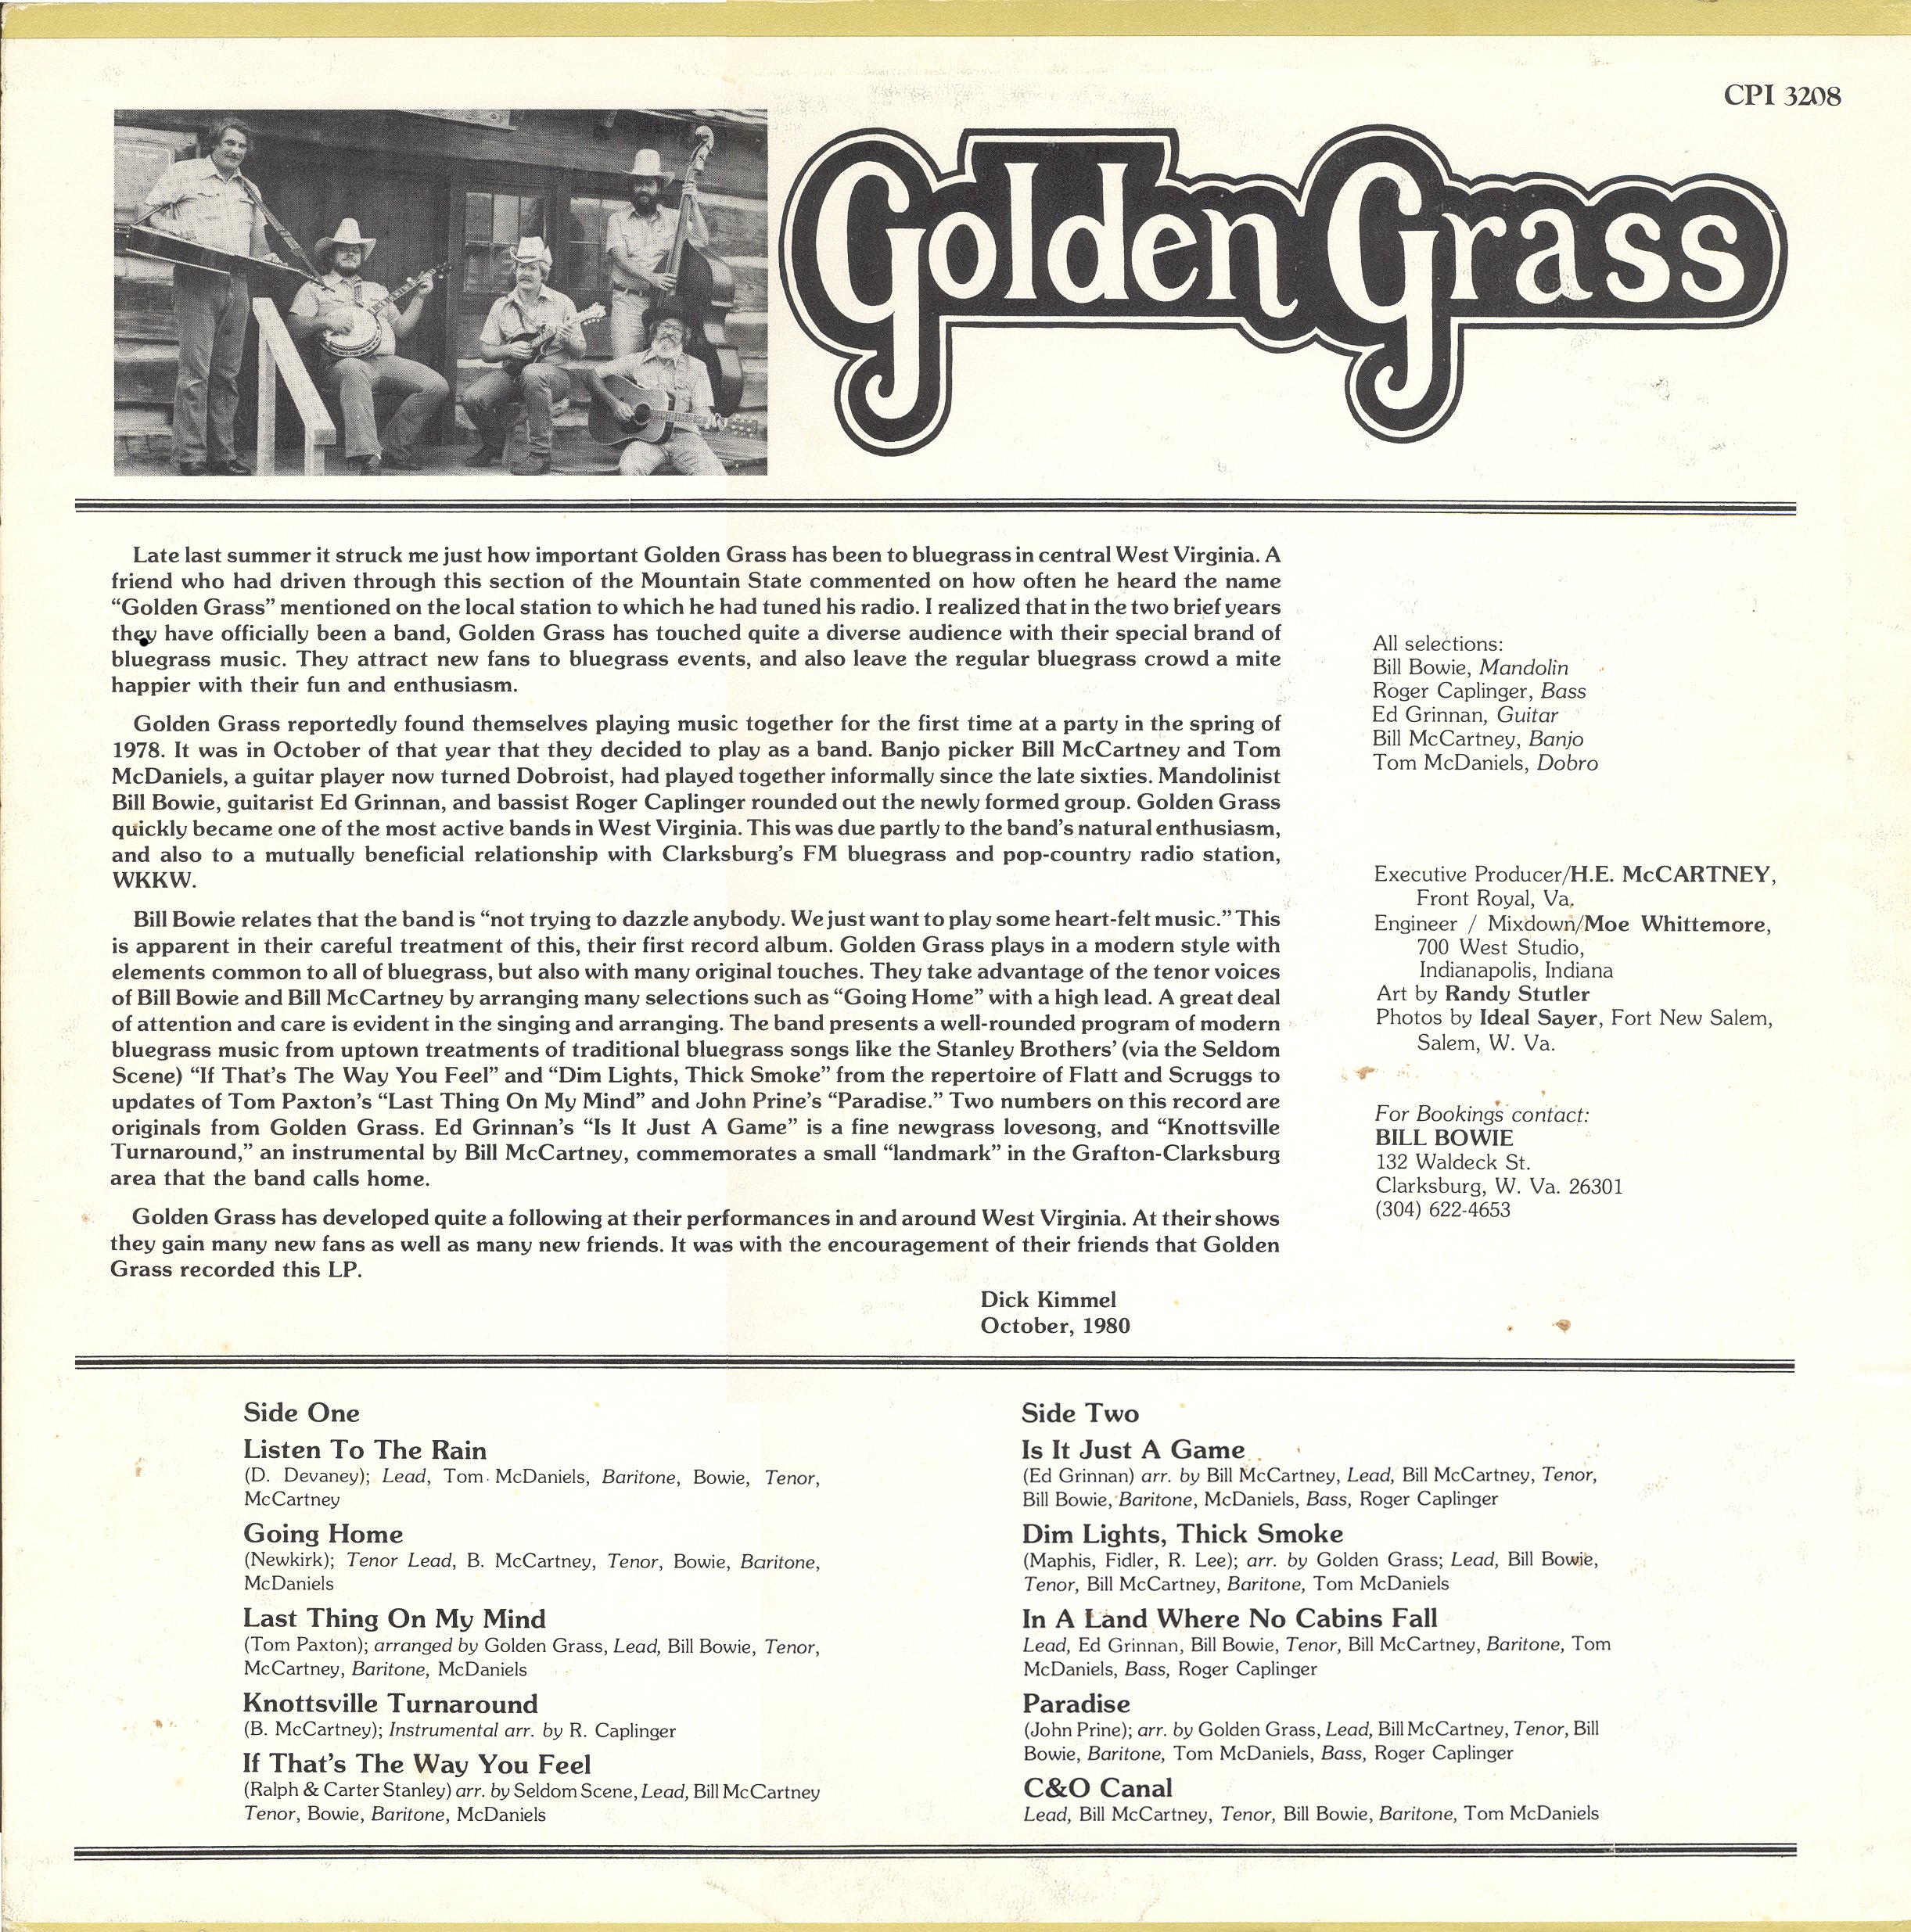 CPI 3208
Golden Grass
Late last summer it struck me just how important Golden Grass has been to bluegrass in central West Virginia. A
friend who had driven through this section of the Mountain State commented on how often he heard the name
“Golden Grass” mentioned on the local station to which he had tuned his radio. I realized that in the two brief years
they have officially been a band, Golden Grass has touched quite a diverse audience with their special brand of
bluegrass music. They attract new fans to bluegrass events, and also leave the regular bluegrass crowd a mite
happier with their fun and enthusiasm.
Golden Grass reportedly found themselves playing music together for the first time at a party in the spring of
1978. It was in October of that year that they decided to play as a band. Banjo picker Bill McCartney and Tom
McDaniels, a guitar player now turned Dobroist, had played together informally since the late sixties. Mandolinist
Bill Bowie, guitarist Ed Grinnan, and bassist Roger Caplinger rounded out the newly formed group. Golden Grass
quickly became one of the most active bands in West Virginia. This was due partly to the band’s natural enthusiasm,
and also to a mutually beneficial relationship with Clarksburg’s FM bluegrass and pop-country radio station,
WKKW.
Bill Bowie relates that the band is “not trying to dazzle anybody. We just want to play some heart-felt music.” This
is apparent in their careful treatment of this, their first record album. Golden Grass plays in a modern style with
elements common to all of bluegrass, but also with many original touches. They take advantage of the tenor voices
of Bill Bowie and Bill McCartney by arranging many selections such as “Going Home” with a high lead. A great deal
of attention and care is evident in the singing and arranging. The band presents a well-rounded program of modern
bluegrass music from uptown treatments of traditional bluegrass songs like the Stanley Brothers’ (via the Seldom
Scene) “If That’s The Way You Feel” and “Dim Lights, Thick Smoke” from the repertoire of Flatt and Scruggs to
updates of Tom Paxton’s “Last Thing On My Mind” and John Prine’s “Paradise.” Two numbers on this record are
originals from Golden Grass. Ed Grinnan’s “Is It Just A Game” is a fine newgrass lovesong, and “Knottsville
Turnaround,” an instrumental by Bill McCartney, commemorates a small “landmark” in the Grafton-Clarksburg
area that the band calls home.
Golden Grass has developed quite a following at their performances in and around West Virginia. At their shows
they gain many new fans as well as many new friends. It was with the encouragement of their friends that Golden
Grass recorded this LP.
Dick Kimmel
October, 1980
All selections:
Bill Bowie, Mandolin
Roger Caplinger, Bass
Ed Grinnan, Guitar
Bill McCartney, Banjo
Tom McDaniels, Dobro
Executive Producer/H.E. McCARTNEY,
Front Royal, Va.
Engineer / Mixdown/Moe Whittemore,
700 West Studio,
Indianapolis, Indiana
Art by Randy Stutler
Photos by Ideal Sayer, Fort New Salem,
Salem, W. Va.
For Bookings contact:
BILL BOWIE
132 Waldeck St.
Clarksburg, W. Va. 26301
(304) 622-4653
Side One
Listen To The Rain
(D. Devaney); Lead, Tom McDaniels, Baritone, Bowie, Tenor,
McCartney
Going Home
(Newkirk); Tenor Lead, B. McCartney, Tenor, Bowie, Baritone,
McDaniels
Last Thing On My Mind
(Tom Paxton); arranged by Golden Grass, Lead, Bill Bowie, Tenor,
McCartney, Baritone, McDaniels
Knottsville Turnaround
(B. McCartney); Instrumental arr. by R. Caplinger
If That’s The Way You Feel
(Ralph & Carter Stanley) arr. by Seldom Scene, Lead, Bill McCartney
Tenor, Bowie, Baritone, McDaniels
Side Two
Is It Just A Game
(Ed Grinnan) arr. by Bill McCartney, Lead, Bill McCartney, Tenor,
Bill Bowie, Baritone, McDaniels, Bass, Roger Caplinger
Dim Lights, Thick Smoke
(Maphis, Fidler, R. Lee); arr. by Golden Grass; Lead, Bill Bowie,
Tenor, Bill McCartney, Baritone, Tom McDaniels
In A Land Where No Cabins Fall
Lead, Ed Grinnan, Bill Bowie, Tenor, Bill McCartney, Baritone, Tom
McDaniels, Bass, Roger Caplinger
Paradise
(John Prine); arr. by Golden Grass, Lead, Bill McCartney, Tenor, Bill
Bowie, Baritone, Tom McDaniels, Bass, Roger Caplinger
C&O Canal
Lead, Bill McCartney, Tenor, Bill Bowie, Baritone, Tom McDaniels